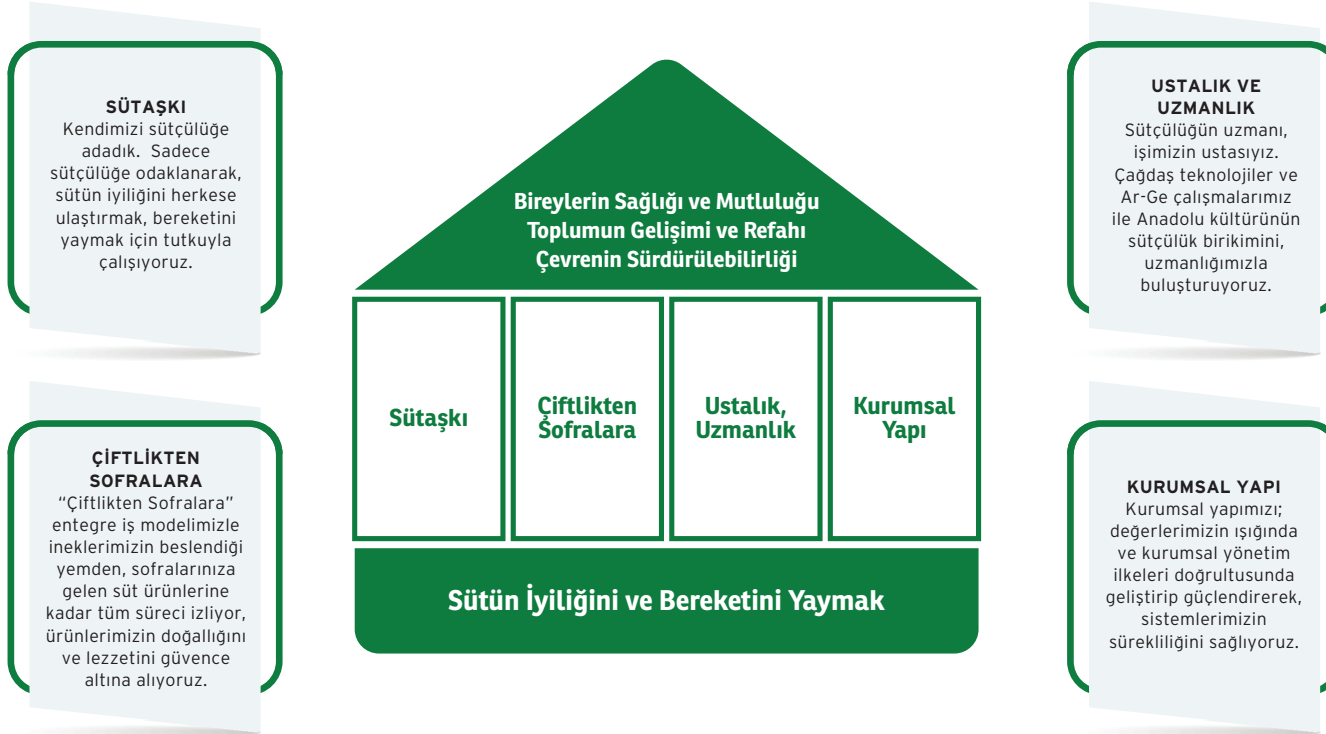 SÜTAŞKI
Kendimizi sütçülüğe
adadık.  Sadece
sütçülüğe odaklanarak,
sütün iyiliğini herkese
ulaştırmak, bereketini
yaymak için tutkuyla
çalışıyoruz.
ÇİFTLİKTEN
SOFRALARA
“Çiftlikten Sofralara”
entegre iş modelimizle
ineklerimizin beslendiği
yemden, sofralarınıza
gelen süt ürünlerine
kadar tüm süreci izliyor,
ürünlerimizin doğallığını
ve lezzetini güvence
altına alıyoruz.
Bireylerin Sağlığı ve Mutluluğu
Toplumun Gelişimi ve Refahı
Çevrenin Sürdürülebilirliği
Sütaşkı
Çiftlikten
Sofralara
Ustalık,
Uzmanlık
Kurumsal
Yapı
Sütün İyiliğini ve Bereketini Yaymak
USTALIK VE
UZMANLIK
Sütçülüğün uzmanı,
işimizin ustasıyız.
Çağdaş teknolojiler ve
Ar-Ge çalışmalarımız
ile Anadolu kültürünün
sütçülük birikimini,
uzmanlığımızla
buluşturuyoruz.
KURUMSAL YAPI
Kurumsal yapımızı;
değerlerimizin ışığında
ve kurumsal yönetim
ilkeleri doğrultusunda
geliştirip güçlendirerek,
sistemlerimizin
sürekliliğini sağlıyoruz.